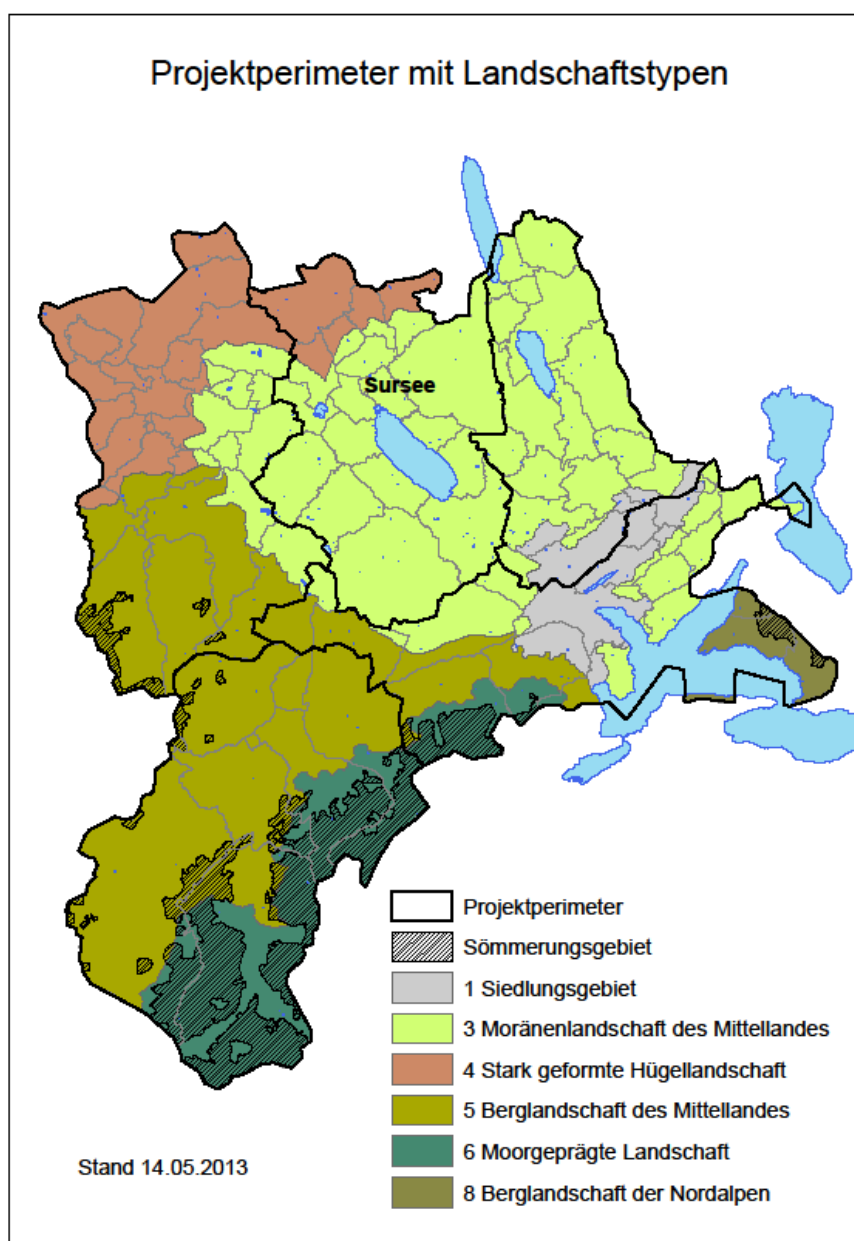 Projektperimeter mit Landschaftstypen
Sursee
Projektperimeter
Sömmerungsgebiet
1 Siedlungsgebiet
3 Moränenlandschaft des Mittellandes
4 Stark geformte Hügellandschaft
5 Berglandschaft des Mittellandes
6 Moorgeprägte Landschaft
8 Berglandschaft der Nordalpen
Stand 14.05.2013